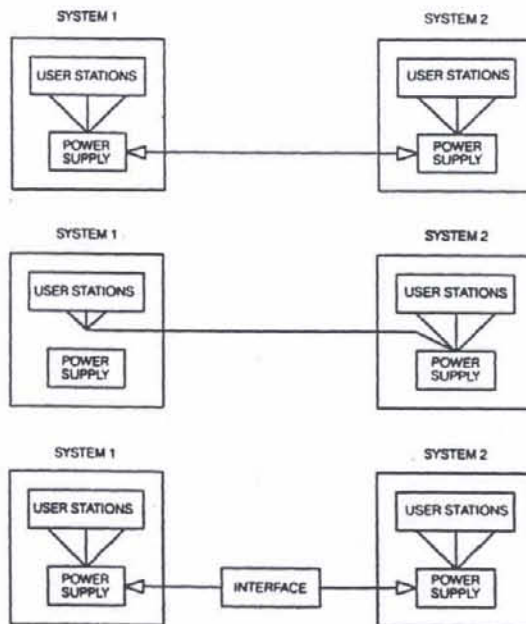 SYSTEM 1
SYSTEM 2
USER STATIONS
USER STATIONS
POWER
SUPPLY
POWER
SUPPLY
SYSTEM 1
SYSTEM 2
USER STATIONS
USER STATIONS
POWER
SUPPLY
POWER
SUPPLY
SYSTEM 1
SYSTEM 2
USER STATIONS
USER STATIONS
POWER
SUPPLY
INTERFACE
POWER
SUPPLY